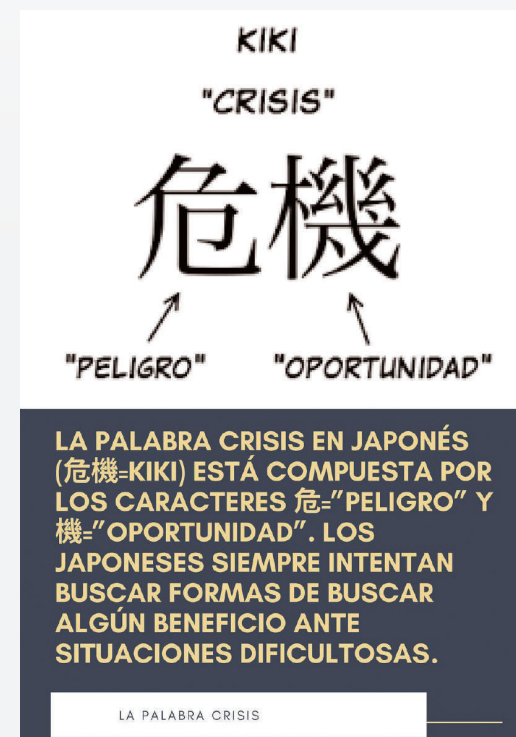 KIKI
"CRISIS"
危機
"PELIGRO" "OPORTUNIDAD"
LA PALABRA CRISIS EN JAPONÉS
(危機=KIKI) ESTÁ COMPUESTA POR
LOS CARACTERES 危="PELIGRO" Y
機="OPORTUNIDAD". LOS
JAPONESES SIEMPRE INTENTAN
BUSCAR FORMAS DE BUSCAR
ALGÚN BENEFICIO ANTE
SITUACIONES DIFICULTOSAS.
LA PALABRA CRISIS